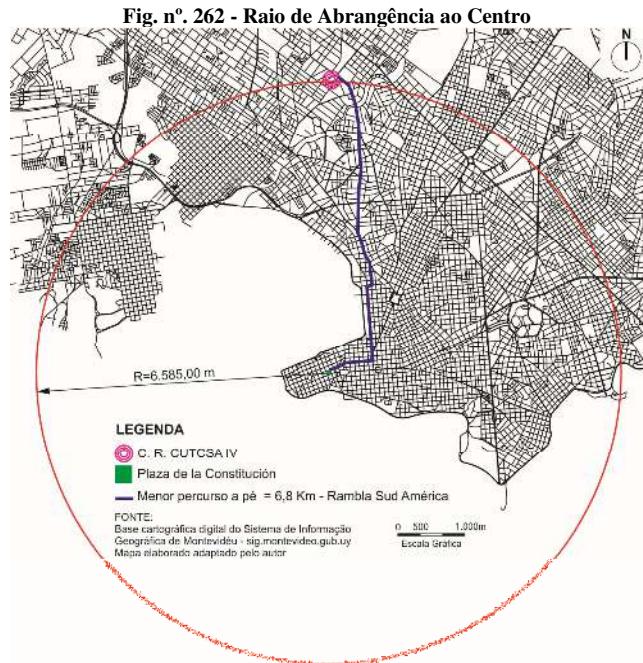 Fig. nº. 262 - Raio de Abrangência ao Centro
N
R=6.585,00 m
LEGENDA
C. R. CUTCSA IV
Plaza de la Constitución
Menor percurso a pé = 6,8 Km - Rambla Sud América
FONTE:
Base cartográfica digital do Sistema de Informação
Geográfica de Montevidéu - sig.montevideo.gub.uy
Mapa elaborado adaptado pelo autor
0 500 1.000m
Escala Gráfica